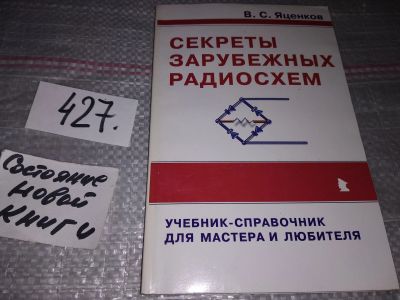 В. С. Яценков
СЕКРЕТЫ
ЗАРУБЕЖНЫХ
РАДИОСХЕМ
УЧЕБНИК-СПРАВОЧНИК
ДЛЯ МАСТЕРА И ЛЮБИТЕЛЯ
427.
Состояние
новой
книги